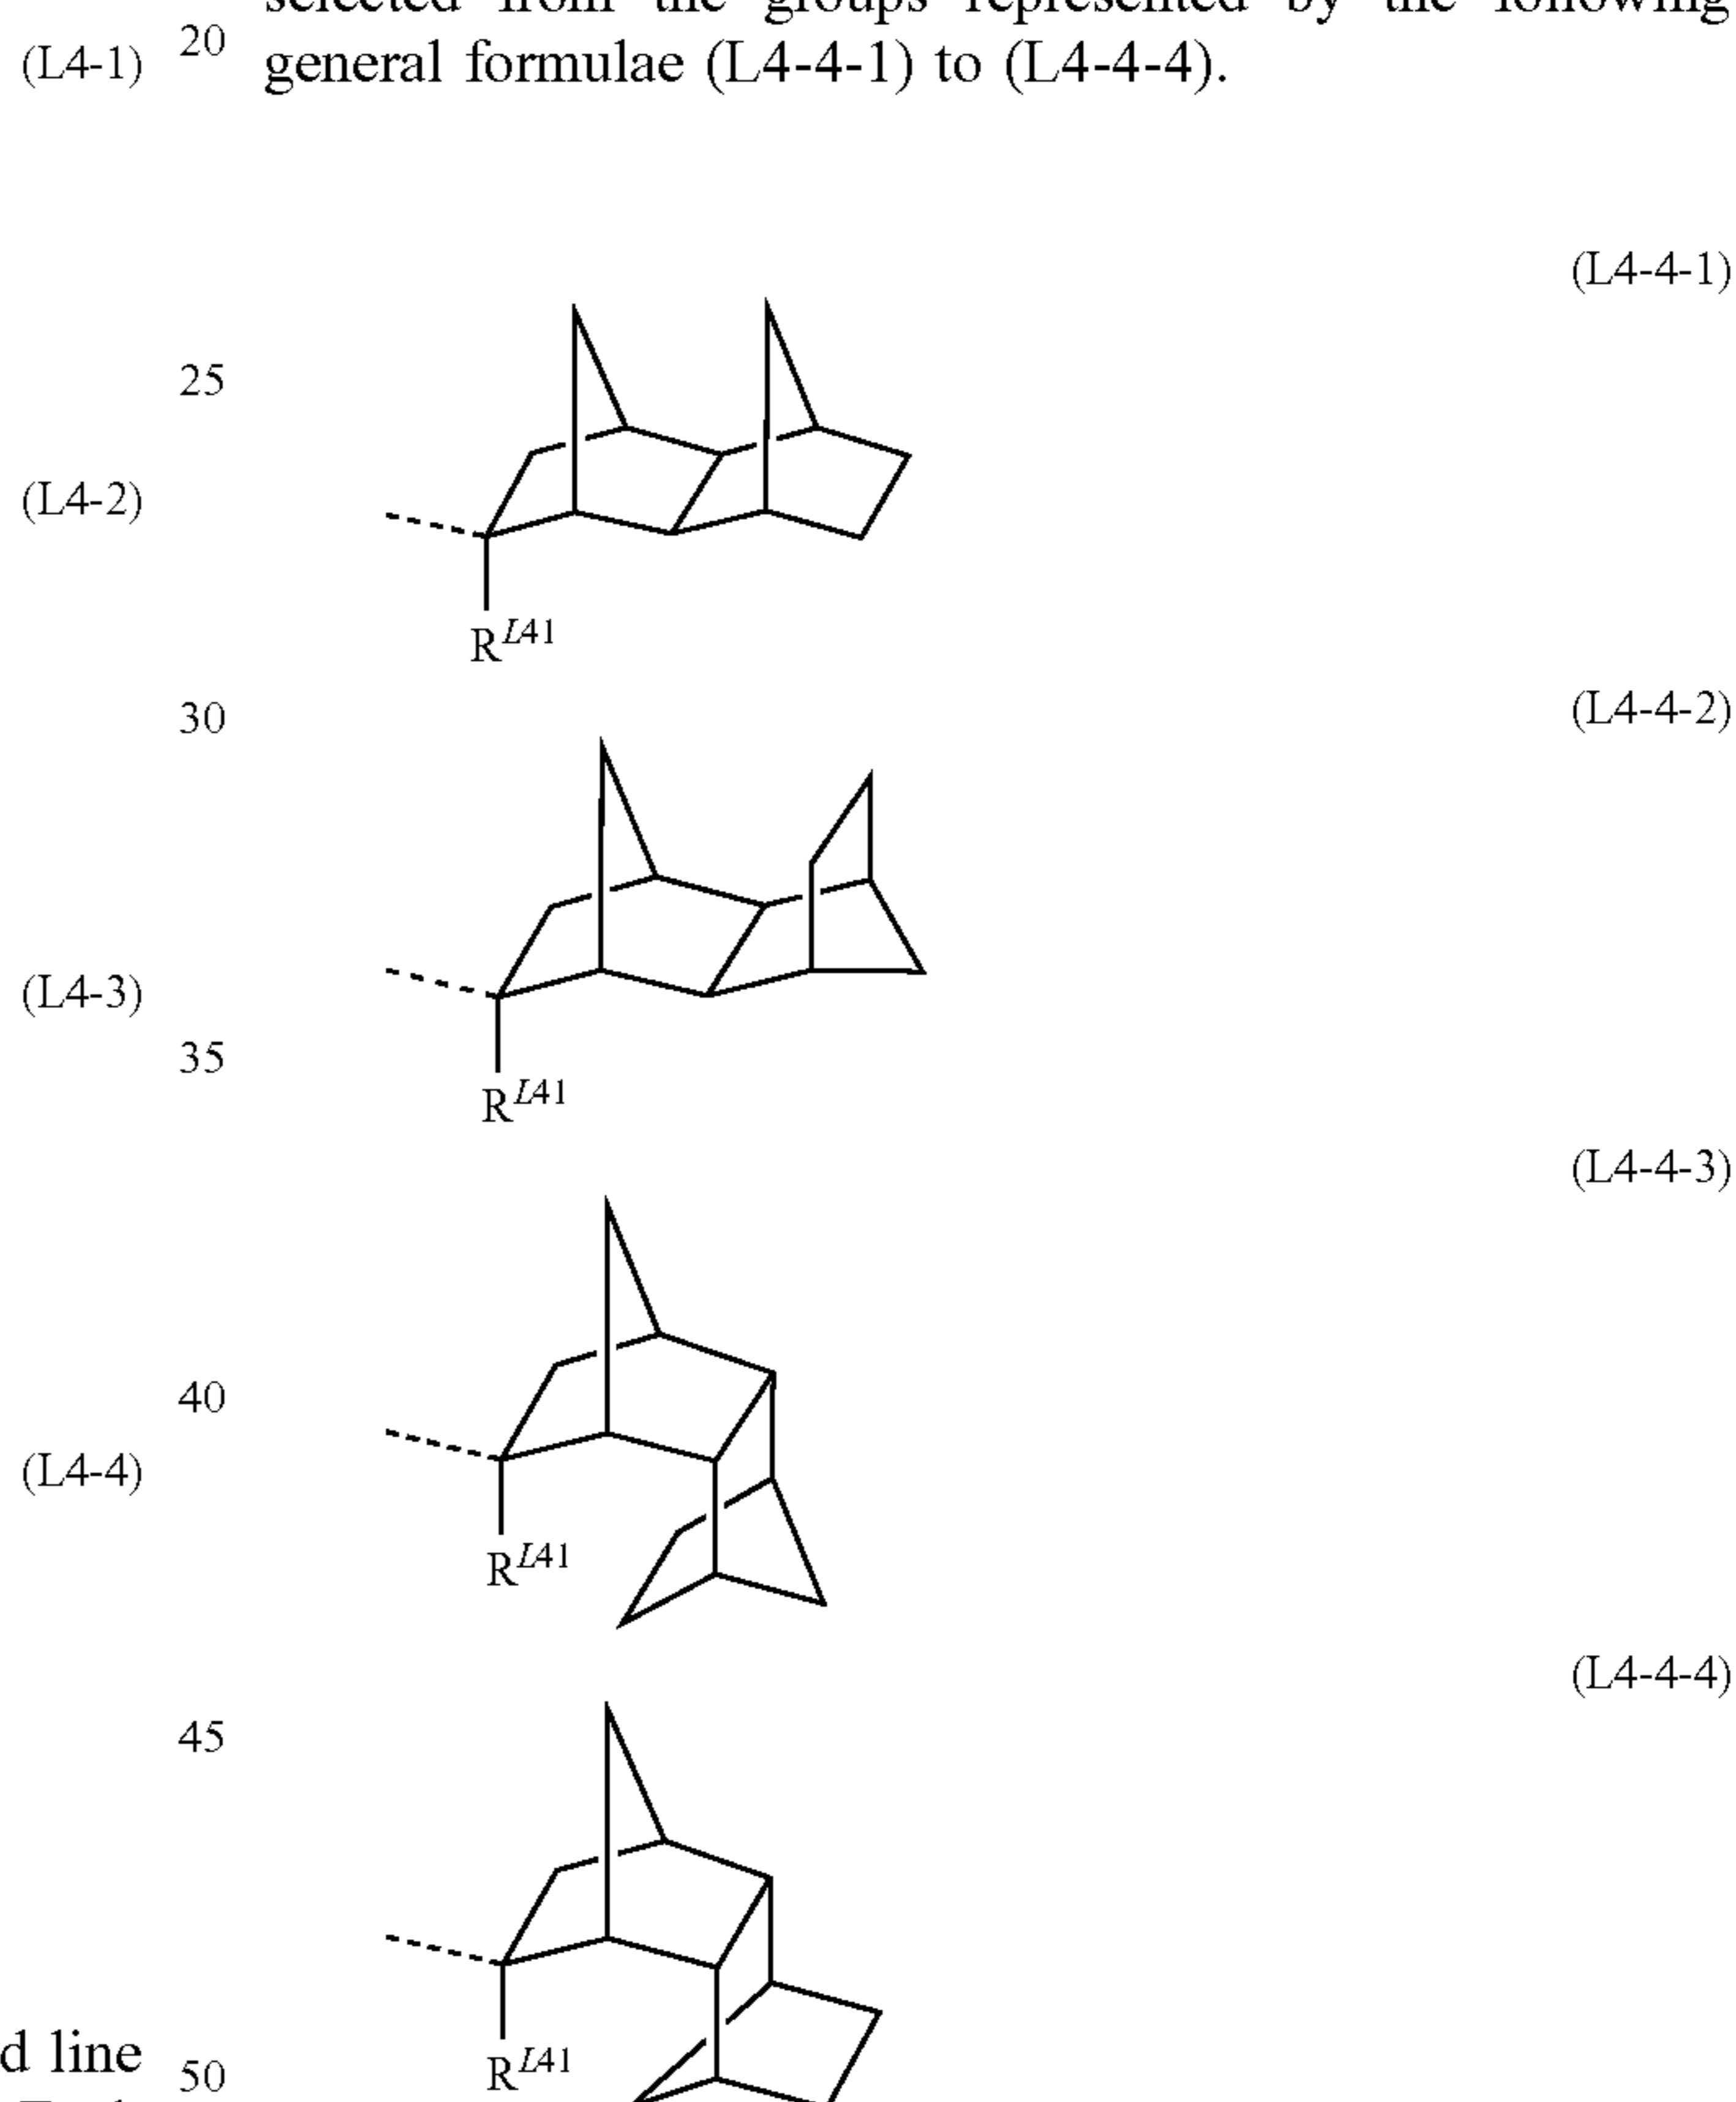 selected from the groups represented by the following
(L4-1) 20 general formulae (L4-4-1) to (L4-4-4).
(L4-4-1)
25
(L4-2)
R^L41
30 (L4-4-2)
(L4-3)
35
R^L41
(L4-4-3)
40
(L4-4)
R^L41
(L4-4-4)
45
d line
50
R^L41